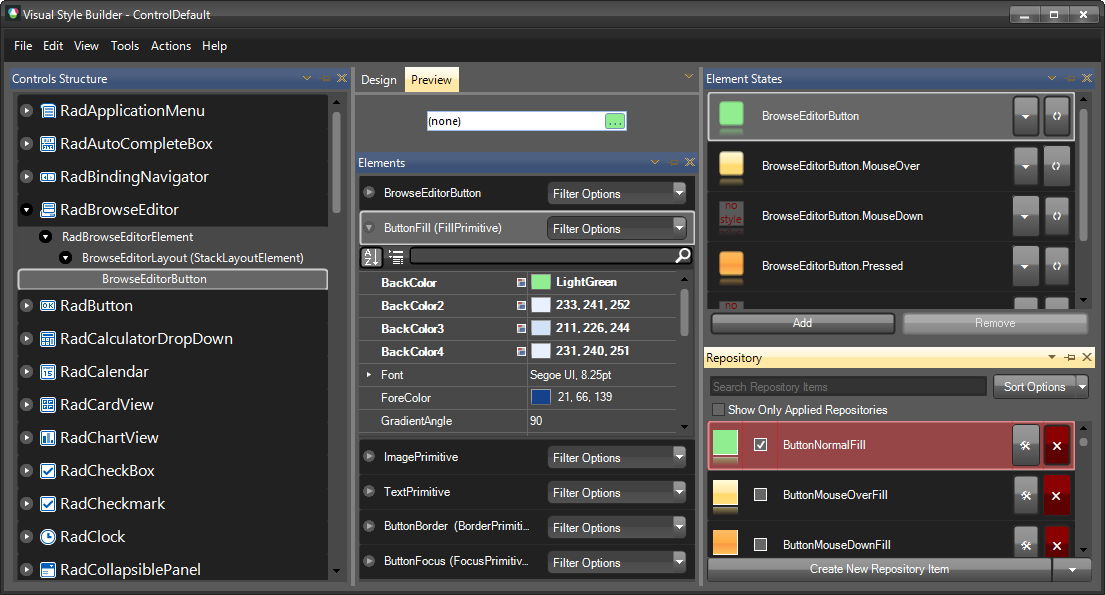 Visual Style Builder - ControlDefault
File Edit View Tools Actions Help
Controls Structure
RadApplicationMenu
RadAutoCompleteBox
RadBindingNavigator
RadBrowseEditor
RadBrowseEditorElement
BrowseEditorLayout (StackLayoutElement)
BrowseEditorButton
RadButton
RadCalculatorDropDown
RadCalendar
RadCardView
RadChartView
RadCheckBox
RadCheckmark
RadClock
RadCollapsiblePanel
Design Preview
(none) ...
Elements
BrowseEditorButton Filter Options
ButtonFill (FillPrimitive) Filter Options
BackColor LightGreen
BackColor2 233, 241, 252
BackColor3 211, 226, 244
BackColor4 231, 240, 251
Font Segoe UI, 8.25pt
ForeColor 21, 66, 139
GradientAngle 90
ImagePrimitive Filter Options
TextPrimitive Filter Options
ButtonBorder (BorderPrimiti... Filter Options
ButtonFocus (FocusPrimitiv... Filter Options
Element States
BrowseEditorButton
BrowseEditorButton.MouseOver
no style BrowseEditorButton.MouseDown
BrowseEditorButton.Pressed
no
Add Remove
Repository
Search Repository Items Sort Options
Show Only Applied Repositories
ButtonNormalFill
ButtonMouseOverFill
ButtonMouseDownFill
Create New Repository Item